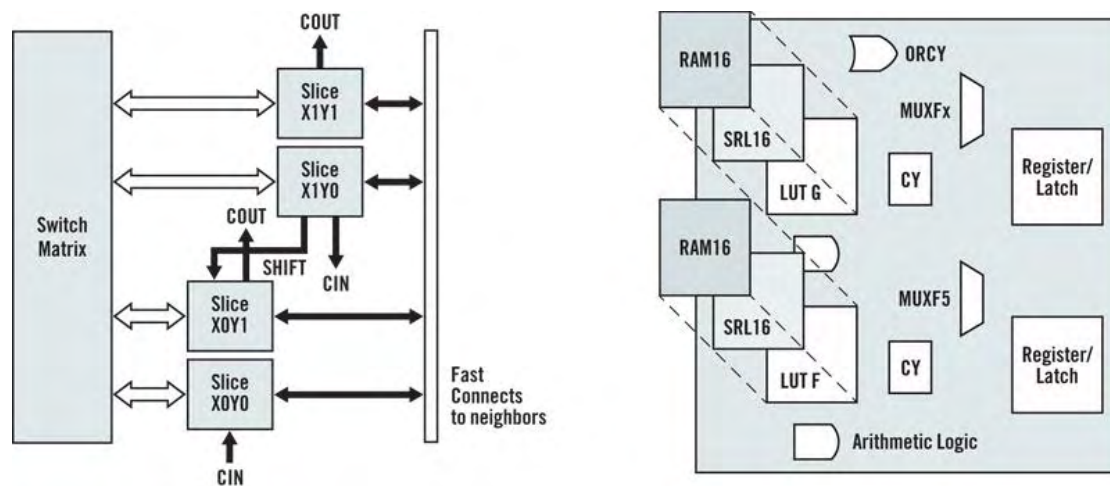 COUT
Slice
X1Y1
Slice
X1Y0
Switch
Matrix
COUT
SHIFT
CIN
Slice
X0Y1
Slice
X0Y0
Fast
Connects
to neighbors
CIN
RAM16
ORCY
SRL16
MUXFx
LUT G
CY
Register/
Latch
RAM16
SRL16
MUXF5
LUT F
CY
Register/
Latch
Arithmetic Logic